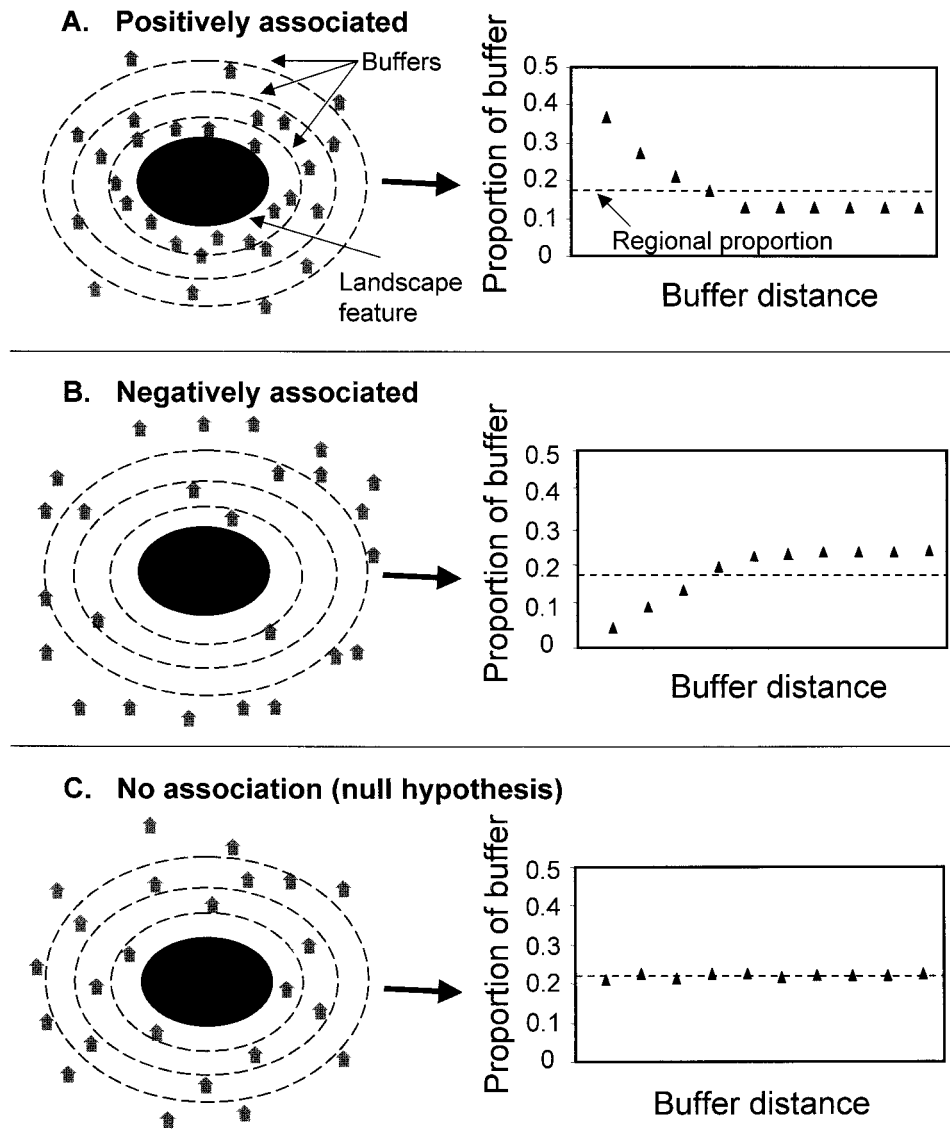 A. Positively associated
Buffers
Landscape
feature
Proportion of buffer
0.5
0.4
0.3
0.2
0.1
0
Regional proportion
Buffer distance
B. Negatively associated
Proportion of buffer
0.5
0.4
0.3
0.2
0.1
0
Buffer distance
C. No association (null hypothesis)
Proportion of buffer
0.5
0.4
0.3
0.2
0.1
0
Buffer distance